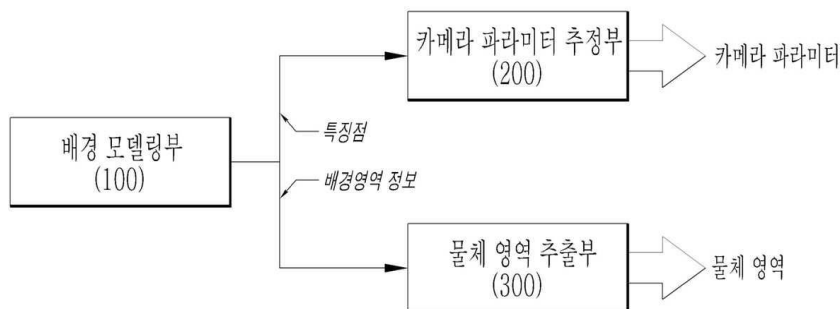 카메라 파라미터 추정부
(200)
카메라 파라미터
특징점
배경 모델링부
(100)
배경영역 정보
물체 영역 추출부
(300)
물체 영역